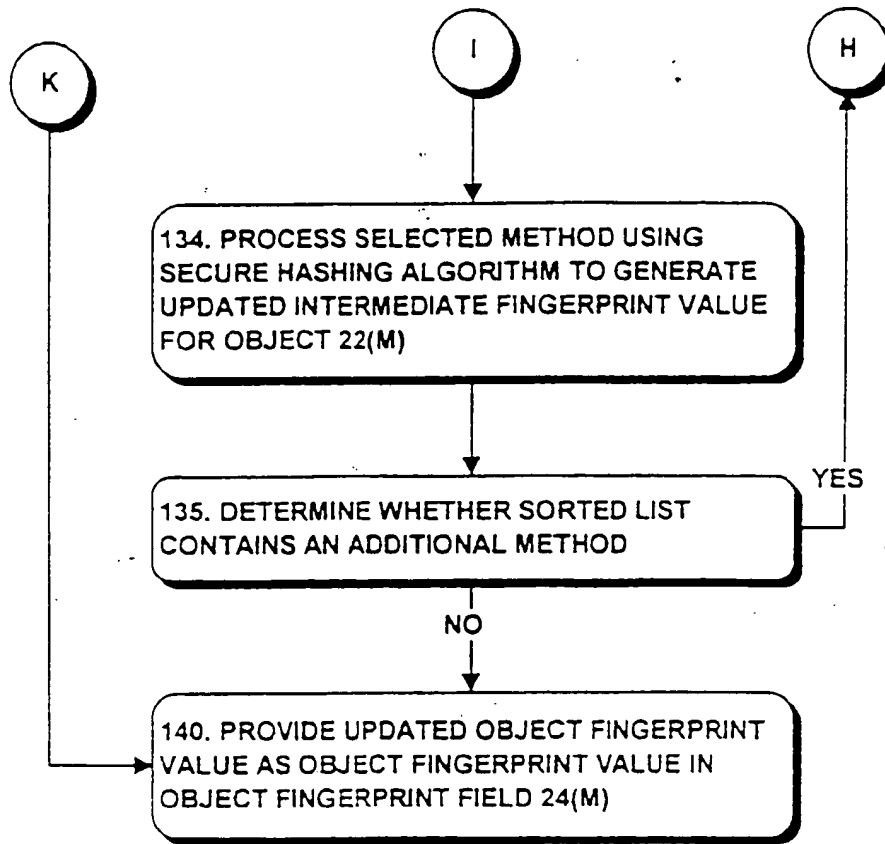 K
I
H
134. PROCESS SELECTED METHOD USING
SECURE HASHING ALGORITHM TO GENERATE
UPDATED INTERMEDIATE FINGERPRINT VALUE
FOR OBJECT 22(M)
YES
135. DETERMINE WHETHER SORTED LIST
CONTAINS AN ADDITIONAL METHOD
NO
140. PROVIDE UPDATED OBJECT FINGERPRINT
VALUE AS OBJECT FINGERPRINT VALUE IN
OBJECT FINGERPRINT FIELD 24(M)